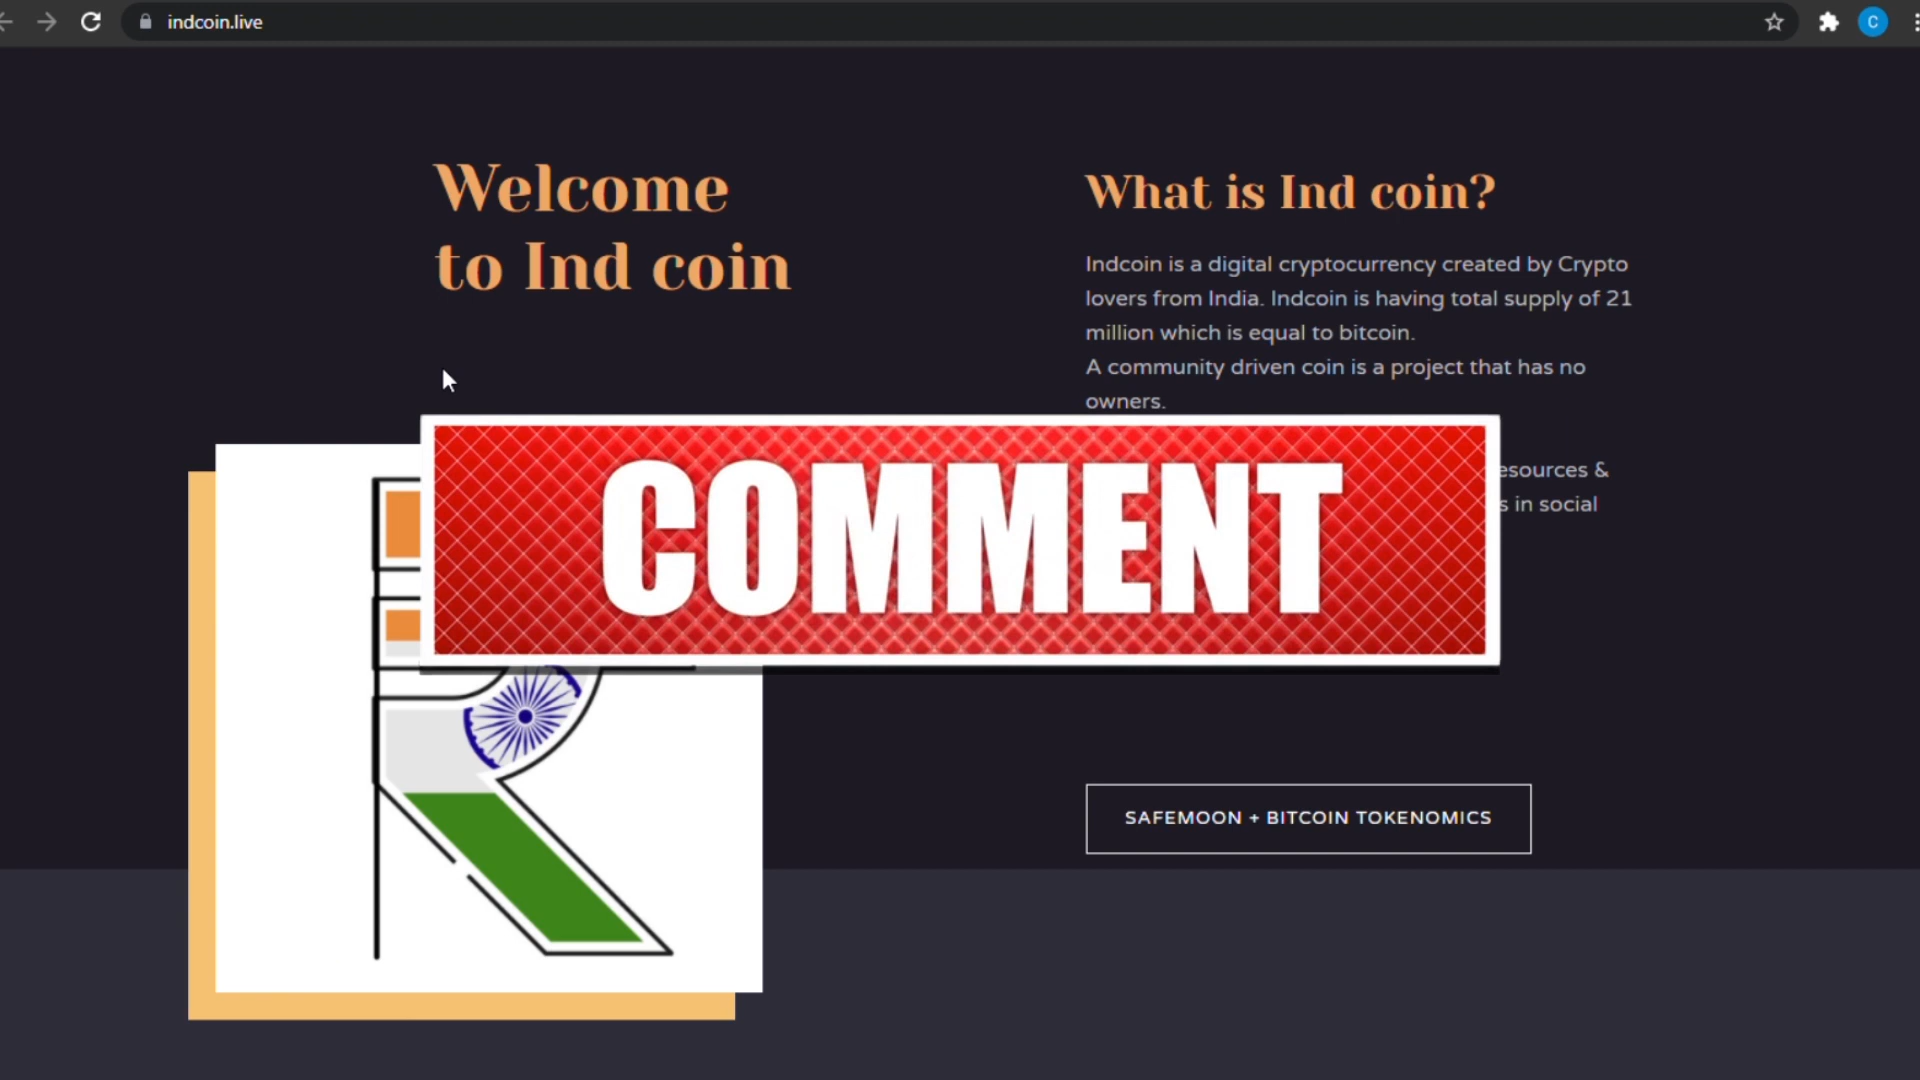 indcoin.live
C
Welcome
to Ind coin
What is Ind coin?
Indcoin is a digital cryptocurrency created by Crypto
lovers from India. Indcoin is having total supply of 21
million which is equal to bitcoin.
A community driven coin is a project that has no
owners.
esources &
s in social
COMMENT
SAFEMOON + BITCOIN TOKENOMICS